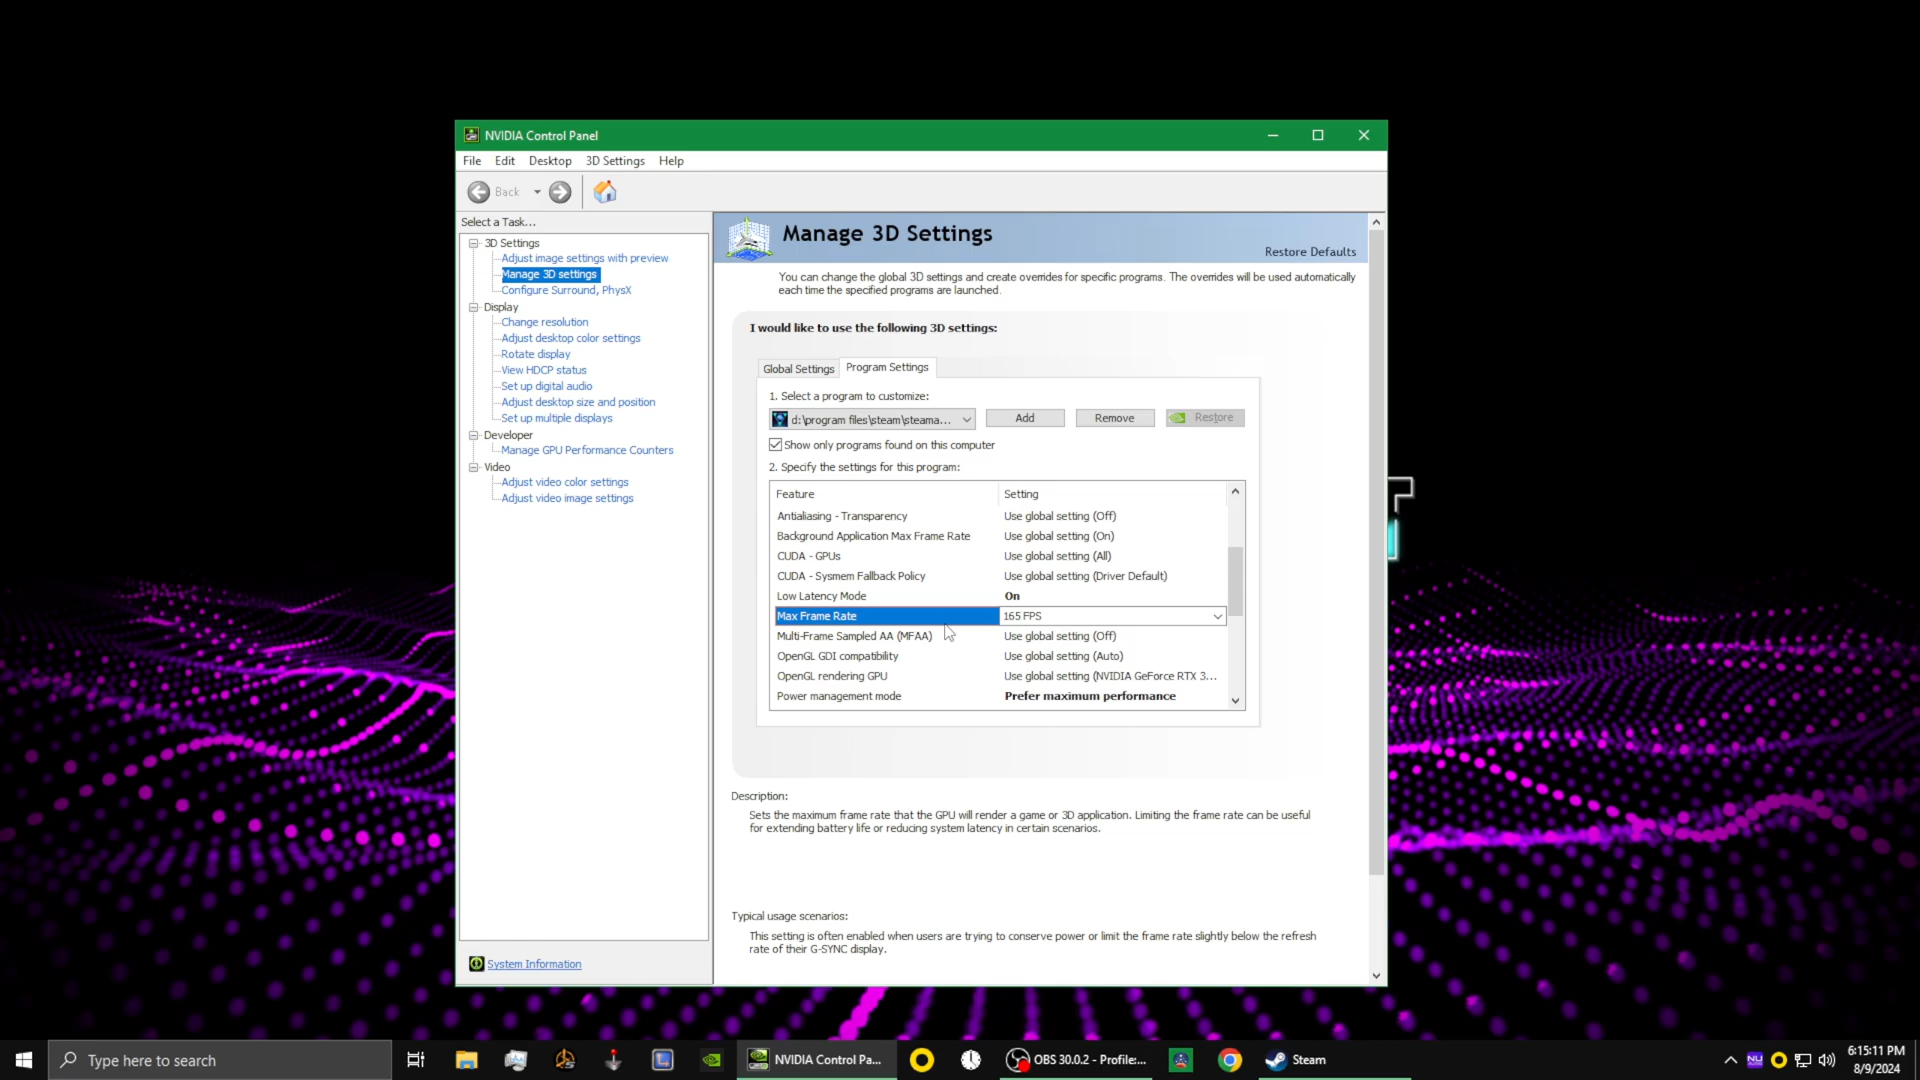 NVIDIA Control Panel
File Edit Desktop 3D Settings Help
Back
Select a Task...
3D Settings
Adjust image settings with preview
Manage 3D settings
Configure Surround, PhysX
Display
Change resolution
Adjust desktop color settings
Rotate display
View HDCP status
Set up digital audio
Adjust desktop size and position
Set up multiple displays
Developer
Manage GPU Performance Counters
Video
Adjust video color settings
Adjust video image settings
System Information
Manage 3D Settings
Restore Defaults
You can change the global 3D settings and create overrides for specific programs. The overrides will be used automatically
each time the specified programs are launched.
I would like to use the following 3D settings:
Global Settings Program Settings
1. Select a program to customize:
d:\program files\steam\steama... Add Remove Restore
Show only programs found on this computer
2. Specify the settings for this program:
Feature Setting
Antialiasing - Transparency Use global setting (Off)
Background Application Max Frame Rate Use global setting (On)
CUDA - GPUs Use global setting (All)
CUDA - Sysmem Fallback Policy Use global setting (Driver Default)
Low Latency Mode On
Max Frame Rate 165 FPS
Multi-Frame Sampled AA (MFAA) Use global setting (Off)
OpenGL GDI compatibility Use global setting (Auto)
OpenGL rendering GPU Use global setting (NVIDIA GeForce RTX 3...
Power management mode Prefer maximum performance
Description:
Sets the maximum frame rate that the GPU will render a game or 3D application. Limiting the frame rate can be useful
for extending battery life or reducing system latency in certain scenarios.
Typical usage scenarios:
This setting is often enabled when users are trying to conserve power or limit the frame rate slightly below the refresh
rate of their G-SYNC display.
Type here to search
NVIDIA Control Pa...
OBS 30.0.2 - Profile:...
Steam
NU
6:15:11 PM
8/9/2024